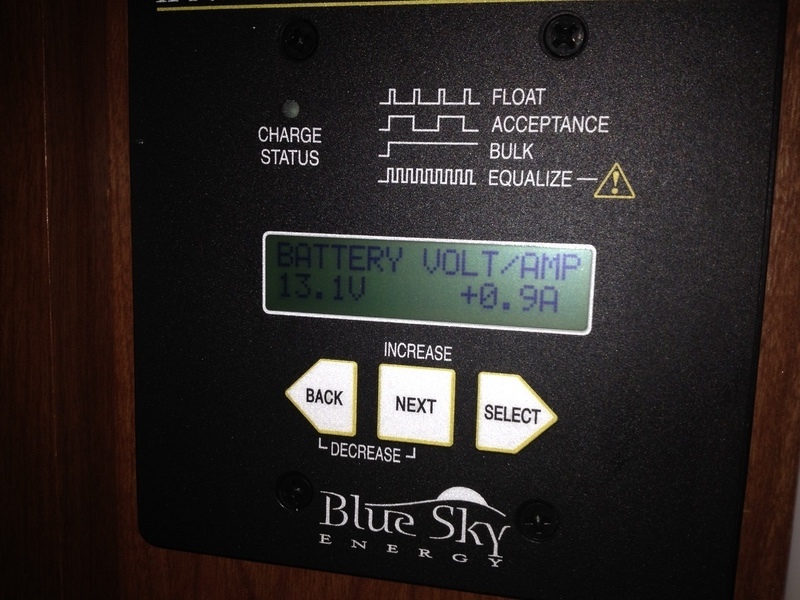 FLOAT
ACCEPTANCE
BULK
EQUALIZE
CHARGE
STATUS
BATTERY VOLT/AMP
13.1V +0.9A
INCREASE
BACK NEXT SELECT
DECREASE
Blue Sky
ENERGY